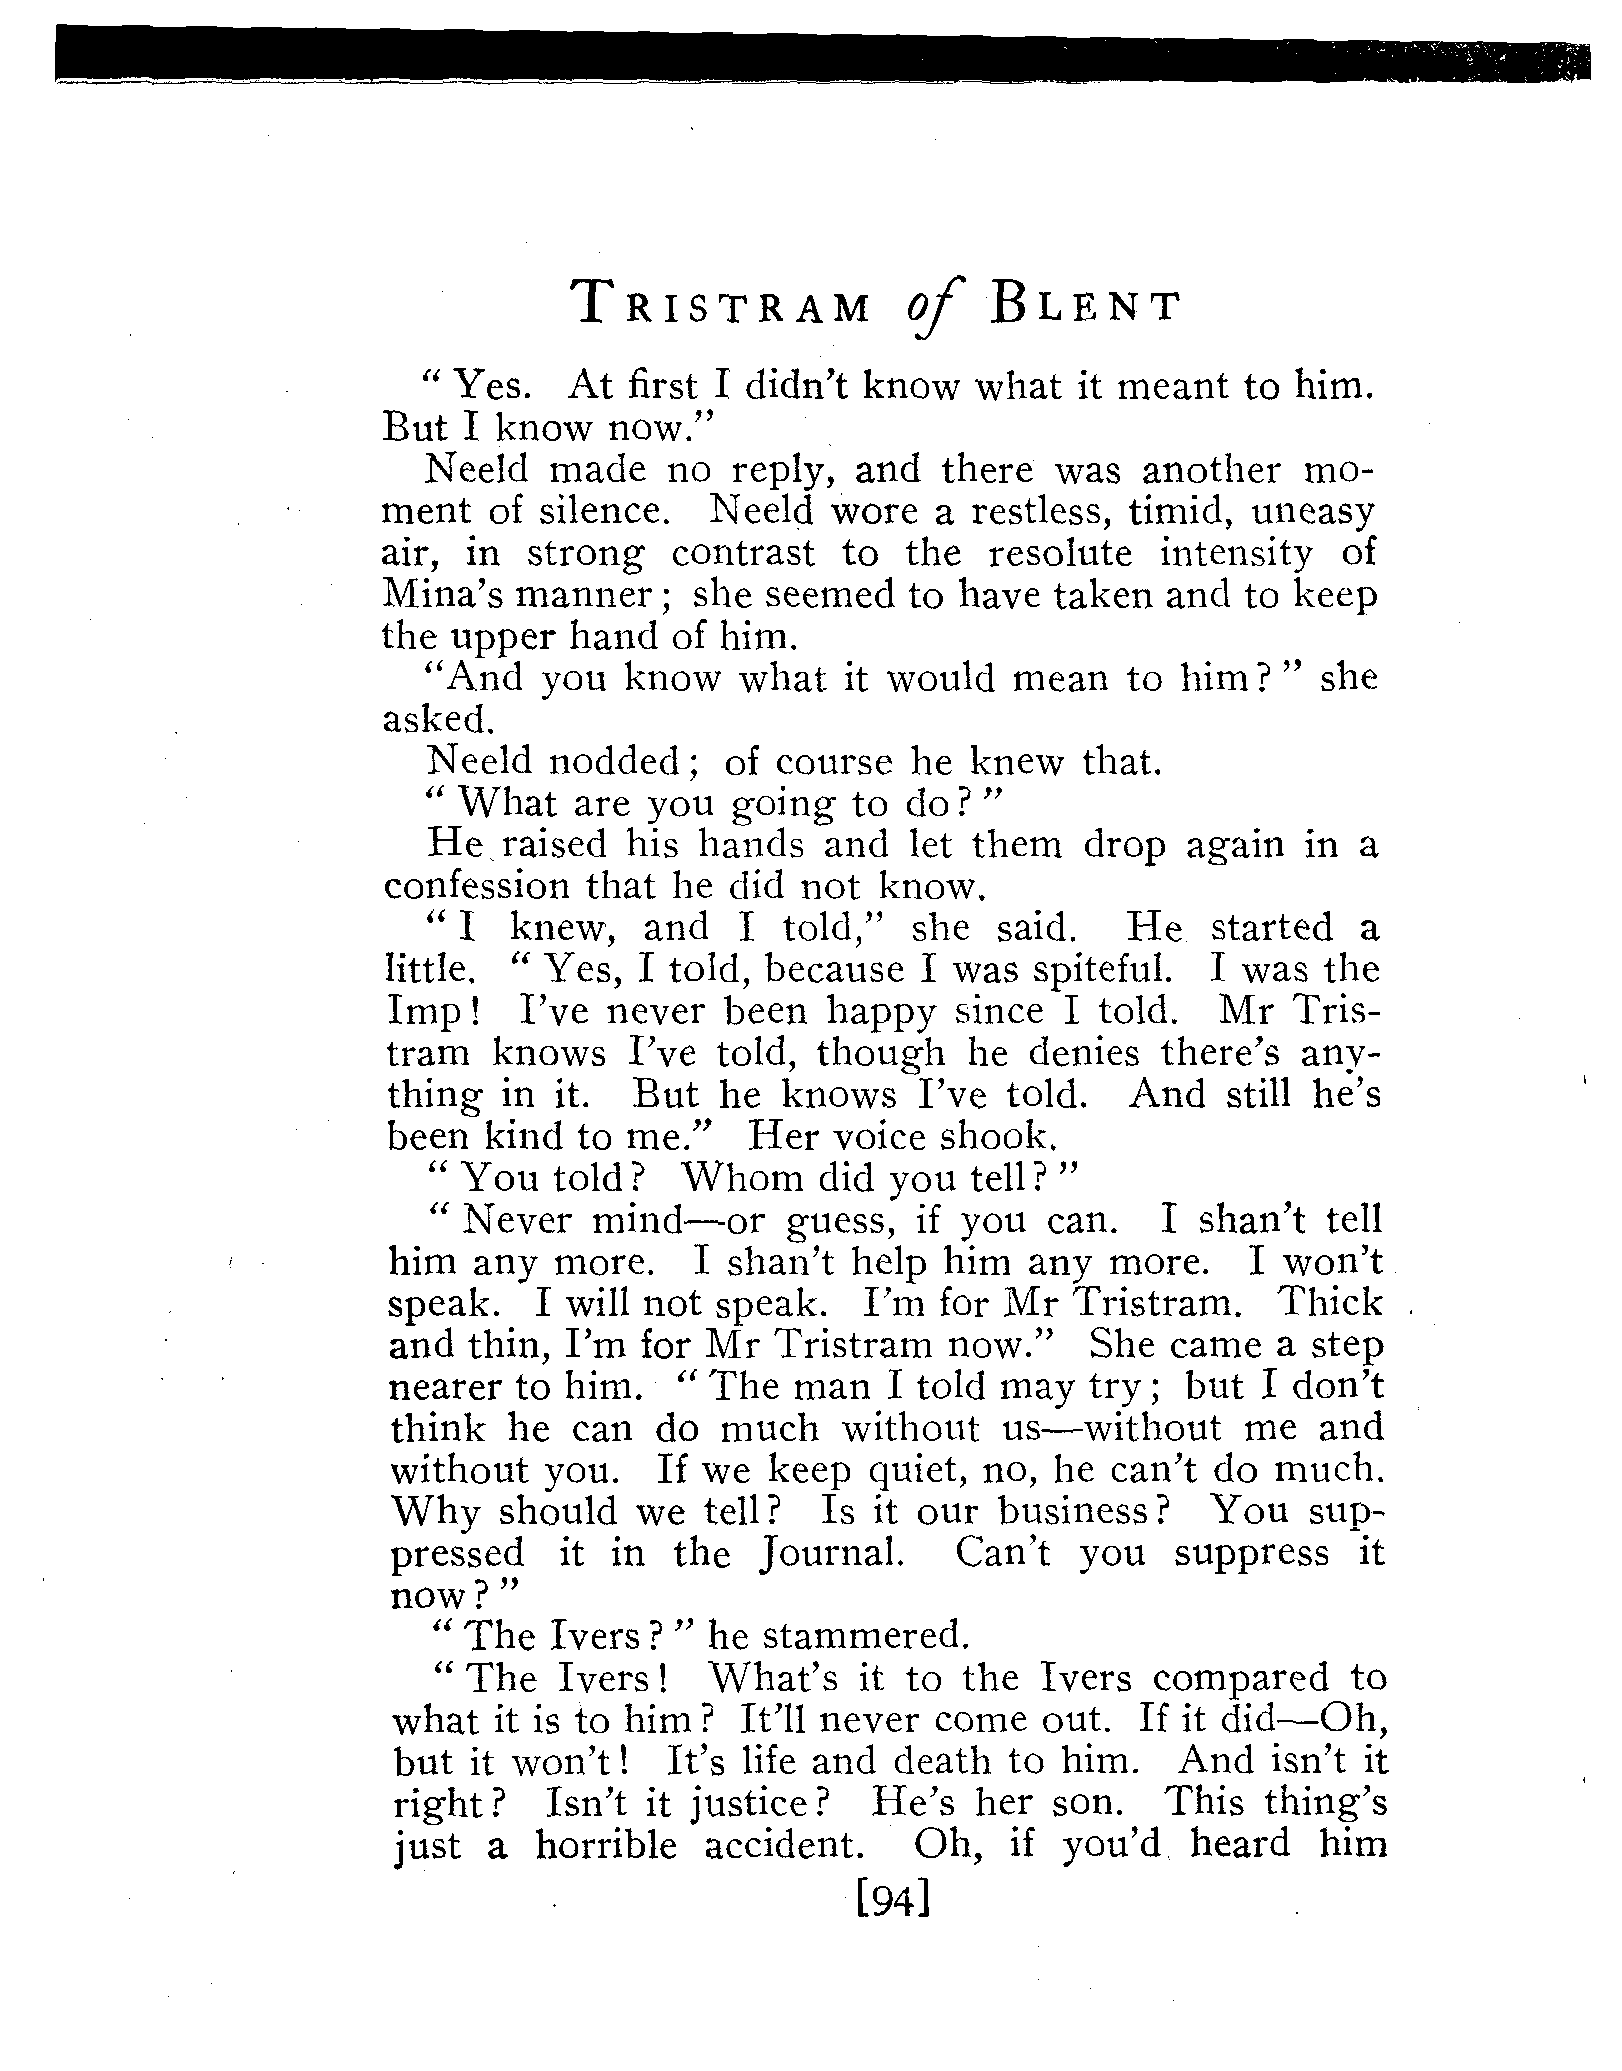 TRISTRAM of BLENT
“ Yes. At first I didn’t know what it meant to him.
But I know now.”
Neeld made no reply, and there was another mo-
ment of silence. Neeld wore a restless, timid, uneasy
air, in strong contrast to the resolute intensity of
Mina’s manner ; she seemed to have taken and to keep
the upper hand of him.
“And you know what it would mean to him? ” she
asked.
Neeld nodded ; of course he knew that.
“ What are you going to do? ”
He raised his hands and let them drop again in a
confession that he did not know.
“ I knew, and I told,” she said. He started a
little. “ Yes, I told, because I was spiteful. I was the
Imp ! I’ve never been happy since I told. Mr Tris-
tram knows I’ve told, though he denies there’s any-
thing in it. But he knows I’ve told. And still he’s
been kind to me.” Her voice shook.
“ You told? Whom did you tell? ”
“ Never mind—or guess, if you can. I shan’t tell
him any more. I shan’t help him any more. I won’t
speak. I will not speak. I’m for Mr Tristram. Thick
and thin, I’m for Mr Tristram now.” She came a step
nearer to him. “ The man I told may try ; but I don’t
think he can do much without us—without me and
without you. If we keep quiet, no, he can’t do much.
Why should we tell? Is it our business? You sup-
pressed it in the Journal. Can’t you suppress it
now ? ”
“ The Ivers ? ” he stammered.
“ The Ivers ! What’s it to the Ivers compared to
what it is to him ? It’ll never come out. If it did—Oh,
but it won’t ! It’s life and death to him. And isn’t it
right ? Isn’t it justice ? He’s her son. This thing’s
just a horrible accident. Oh, if you’d heard him
[94]